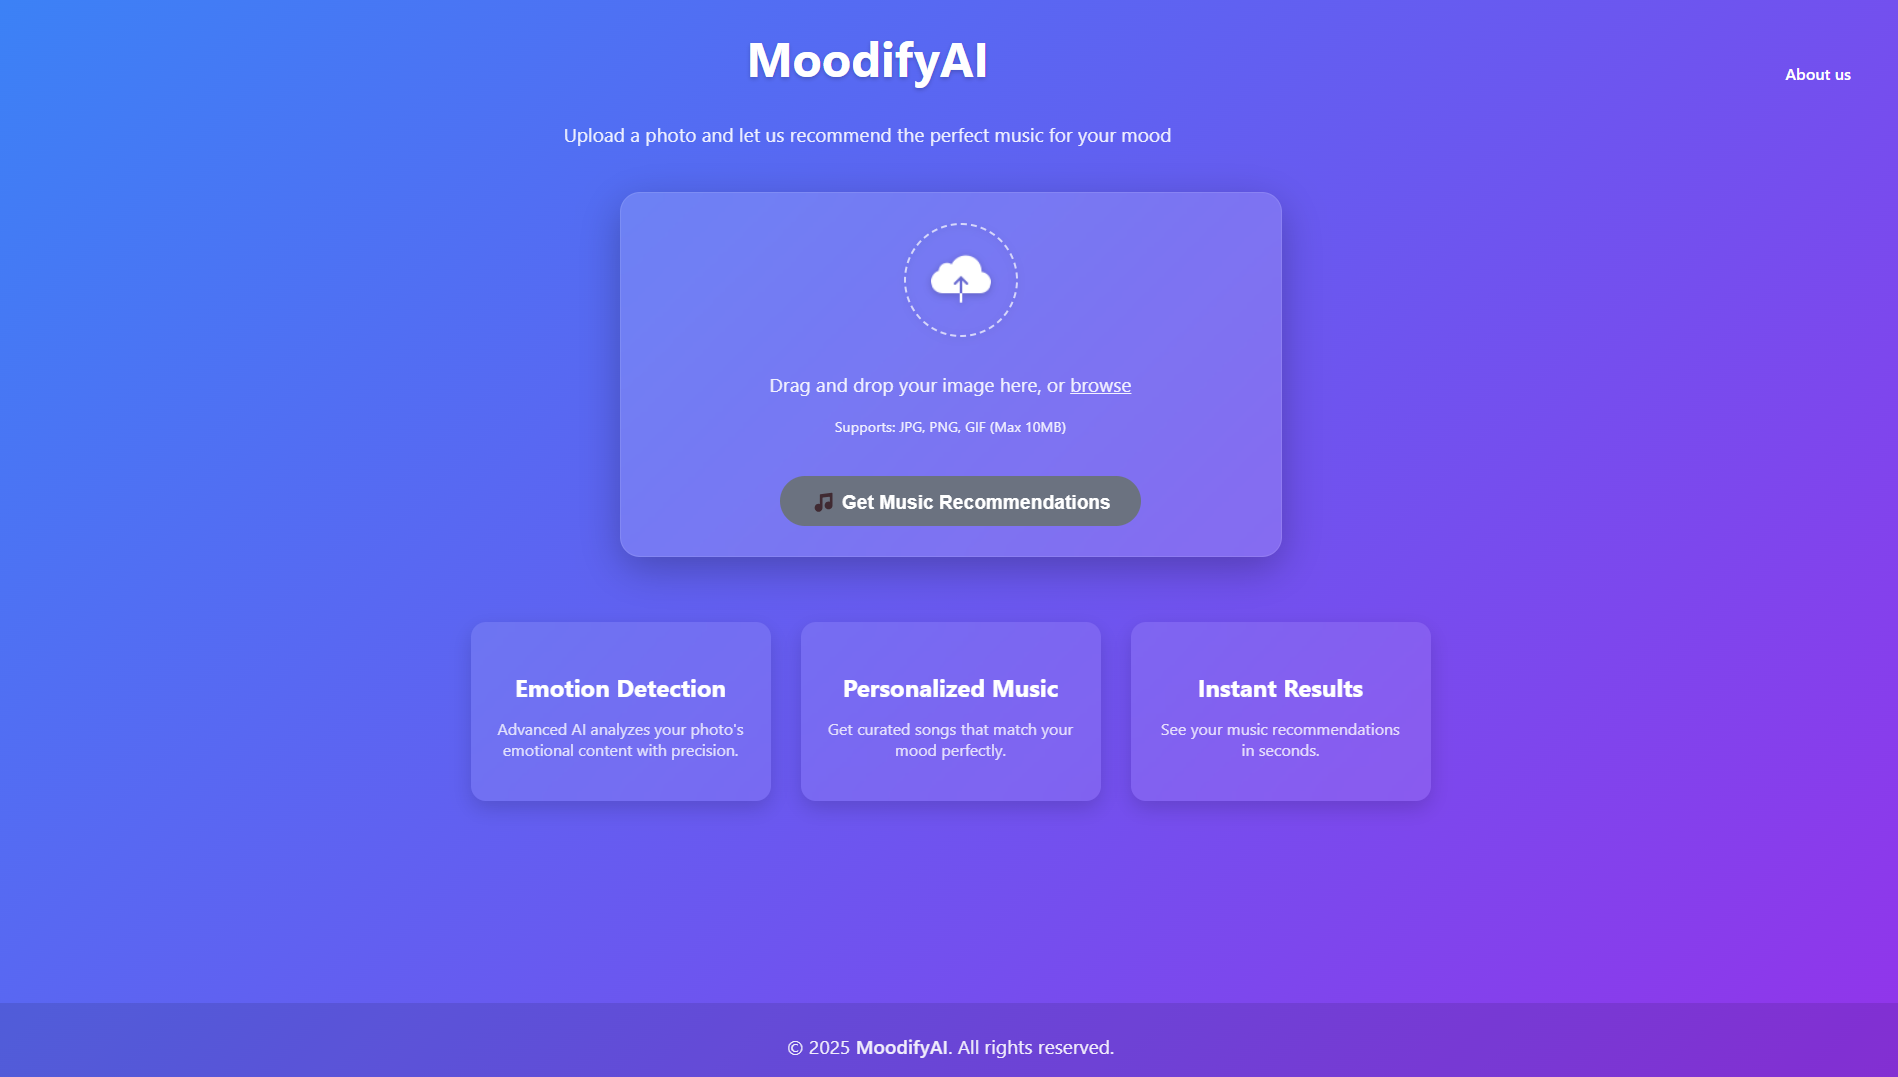 MoodifyAI
About us
Upload a photo and let us recommend the perfect music for your mood
Drag and drop your image here, or browse
Supports: JPG, PNG, GIF (Max 10MB)
🎵 Get Music Recommendations
Emotion Detection
Advanced AI analyzes your photo's
emotional content with precision.
Personalized Music
Get curated songs that match your
mood perfectly.
Instant Results
See your music recommendations
in seconds.
© 2025 MoodifyAI. All rights reserved.